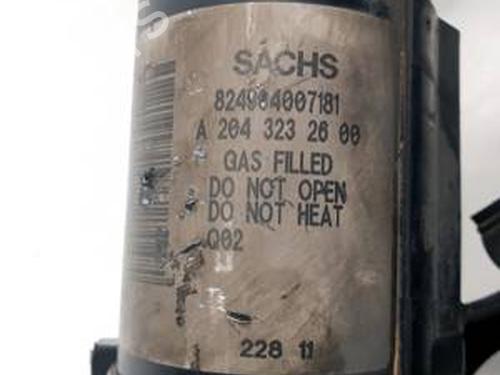 SACHS
824904007181
A 204 323 26 00
GAS FILLED
DO NOT OPEN
DO NOT HEAT
Q02
228 11